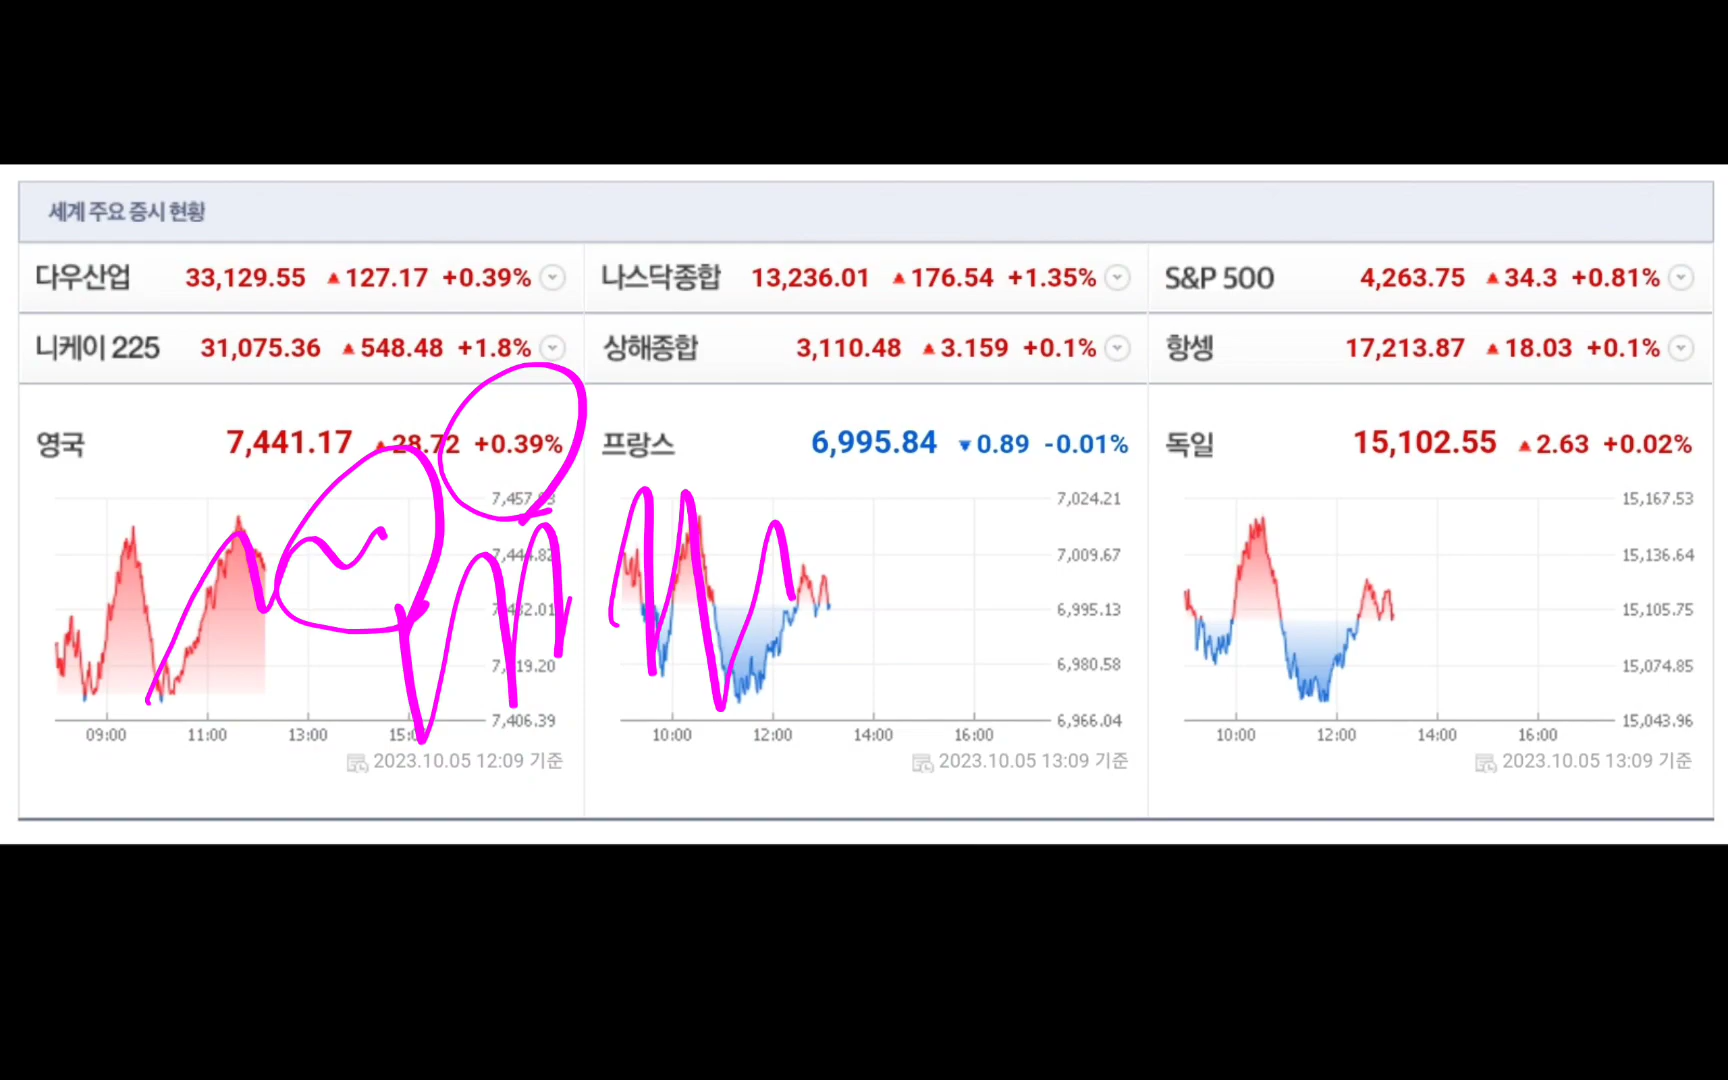 세계 주요 증시 현황
다우산업 33,129.55 ▲127.17 +0.39% 나스닥종합 13,236.01 ▲176.54 +1.35% S&P 500 4,263.75 ▲34.3 +0.81%
니케이 225 31,075.36 ▲548.48 +1.8% 상해종합 3,110.48 ▲3.159 +0.1% 항셍 17,213.87 ▲18.03 +0.1%
영국 7,441.17 ▲28.72 +0.39% 프랑스 6,995.84 ▼0.89 -0.01% 독일 15,102.55 ▲2.63 +0.02%
7,024.21 15,167.53
7,009.67 15,136.64
6,995.13 15,105.75
7,419.20 6,980.58 15,074.85
7,406.39 6,966.04 15,043.96
09:00 11:00 13:00 10:00 12:00 14:00 16:00 10:00 12:00 14:00 16:00
2023.10.05 12:09 기준 2023.10.05 13:09 기준 2023.10.05 13:09 기준